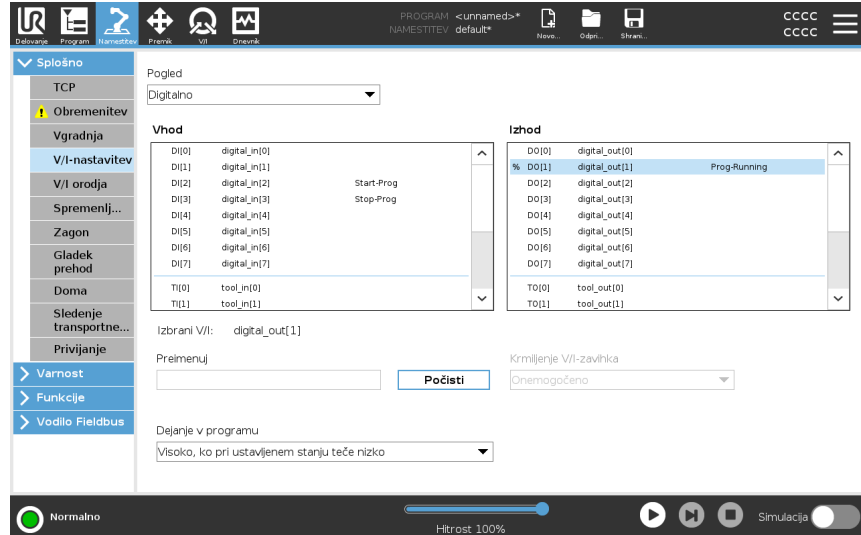 PROGRAM <unnamed>*
NAMESTITEV default*
cccc
cccc
Delovanje
Program
Namestitev
Premik
V/I
Dnevnik
Novo...
Odpri...
Shrani...
Splošno
TCP
Obremenitev
Vgradnja
V/I-nastavitev
V/I orodja
Spremenlj...
Zagon
Gladek
prehod
Doma
Sledenje
transportne...
Privijanje
Varnost
Funkcije
Vodilo Fieldbus
Pogled
Digitalno
Vhod
DI[0] digital_in[0]
DI[1] digital_in[1]
DI[2] digital_in[2] Start-Prog
DI[3] digital_in[3] Stop-Prog
DI[4] digital_in[4]
DI[5] digital_in[5]
DI[6] digital_in[6]
DI[7] digital_in[7]
TI[0] tool_in[0]
TI[1] tool_in[1]
Izhod
DO[0] digital_out[0]
% DO[1] digital_out[1] Prog-Running
DO[2] digital_out[2]
DO[3] digital_out[3]
DO[4] digital_out[4]
DO[5] digital_out[5]
DO[6] digital_out[6]
DO[7] digital_out[7]
TO[0] tool_out[0]
TO[1] tool_out[1]
Izbrani V/I: digital_out[1]
Preimenuj
Počisti
Krmiljenje V/I-zavihka
Onemogočeno
Dejanje v programu
Visoko, ko pri ustavljenem stanju teče nizko
Normalno
Hitrost 100%
Simulacija